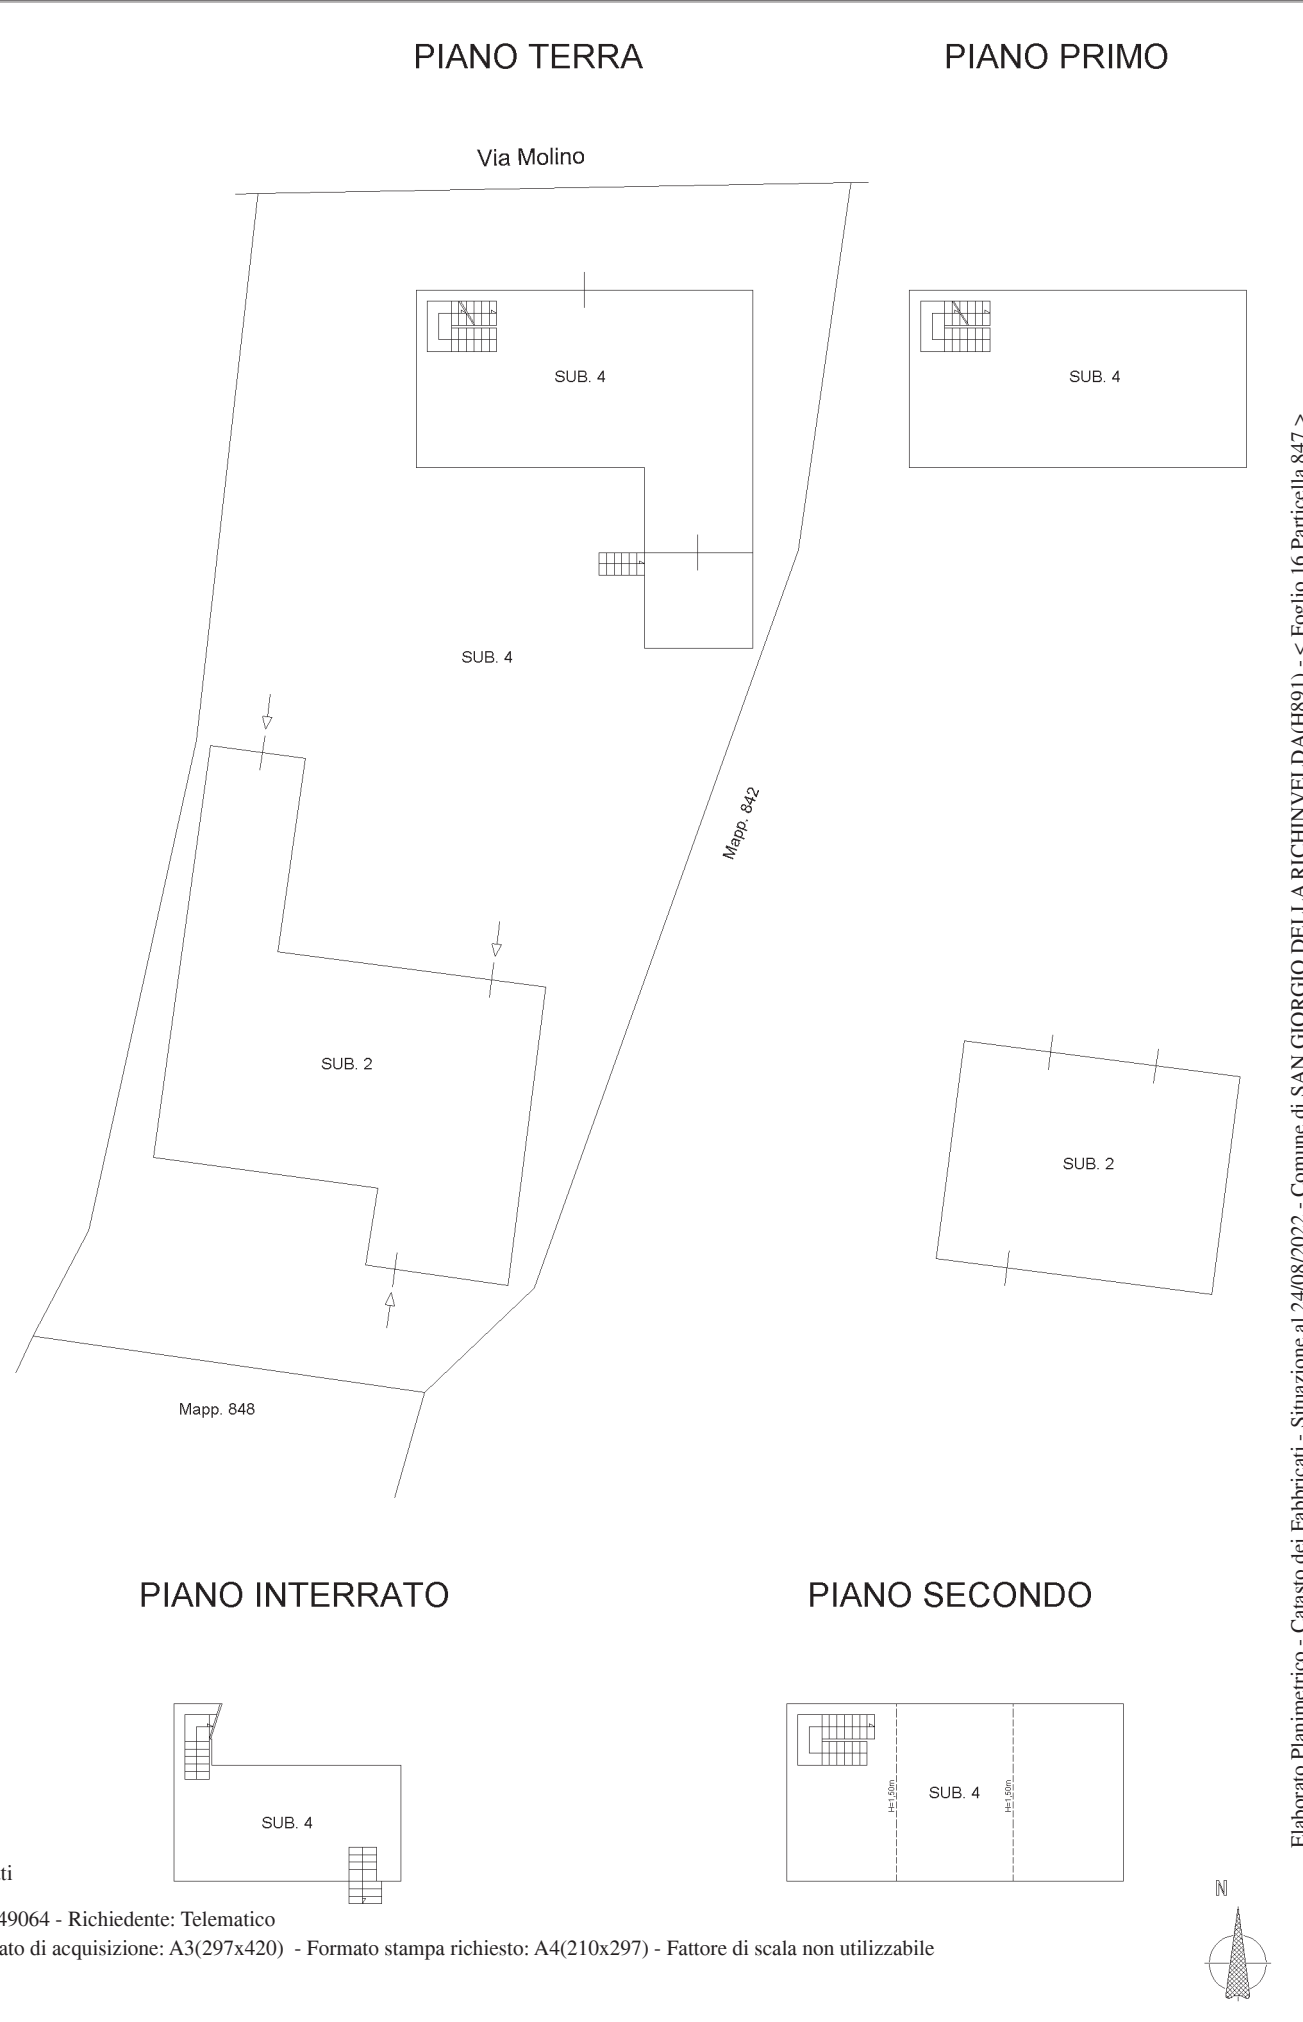 PIANO TERRA
PIANO PRIMO
Via Molino
SUB. 4
SUB. 4
SUB. 4
Mapp. 842
SUB. 2
SUB. 2
Mapp. 848
PIANO INTERRATO
PIANO SECONDO
SUB. 4
H=1,50m
SUB. 4
H=1,50m
N
ti
49064 - Richiedente: Telematico
ato di acquisizione: A3(297x420) - Formato stampa richiesto: A4(210x297) - Fattore di scala non utilizzabile
Elaborato Planimetrico - Catasto dei Fabbricati - Situazione al 24/08/2022 - Comune di SAN GIORGIO DELLA RICHINVELDA(H891) - < Foglio 16 Particella 847 >